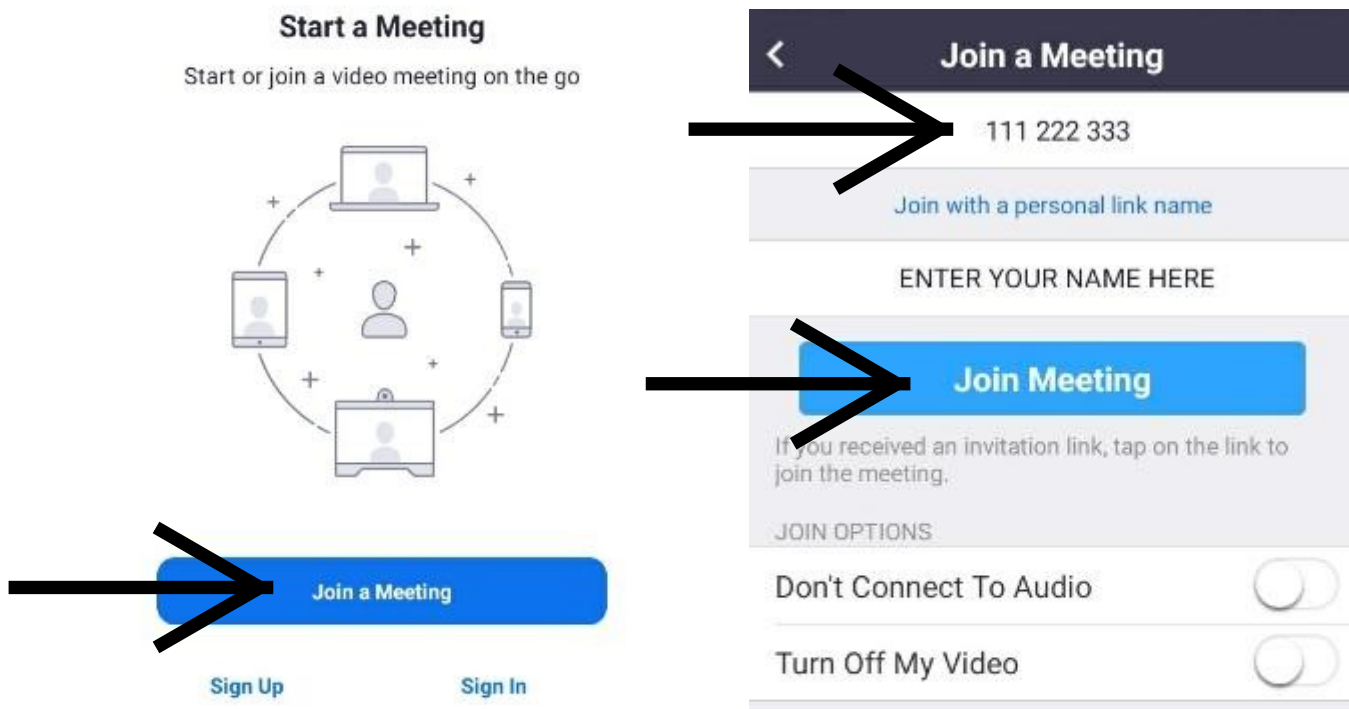 Start a Meeting
Start or join a video meeting on the go
Join a Meeting
Sign Up
Sign In
Join a Meeting
111 222 333
Join with a personal link name
ENTER YOUR NAME HERE
Join Meeting
If you received an invitation link, tap on the link to
join the meeting.
JOIN OPTIONS
Don't Connect To Audio
Turn Off My Video